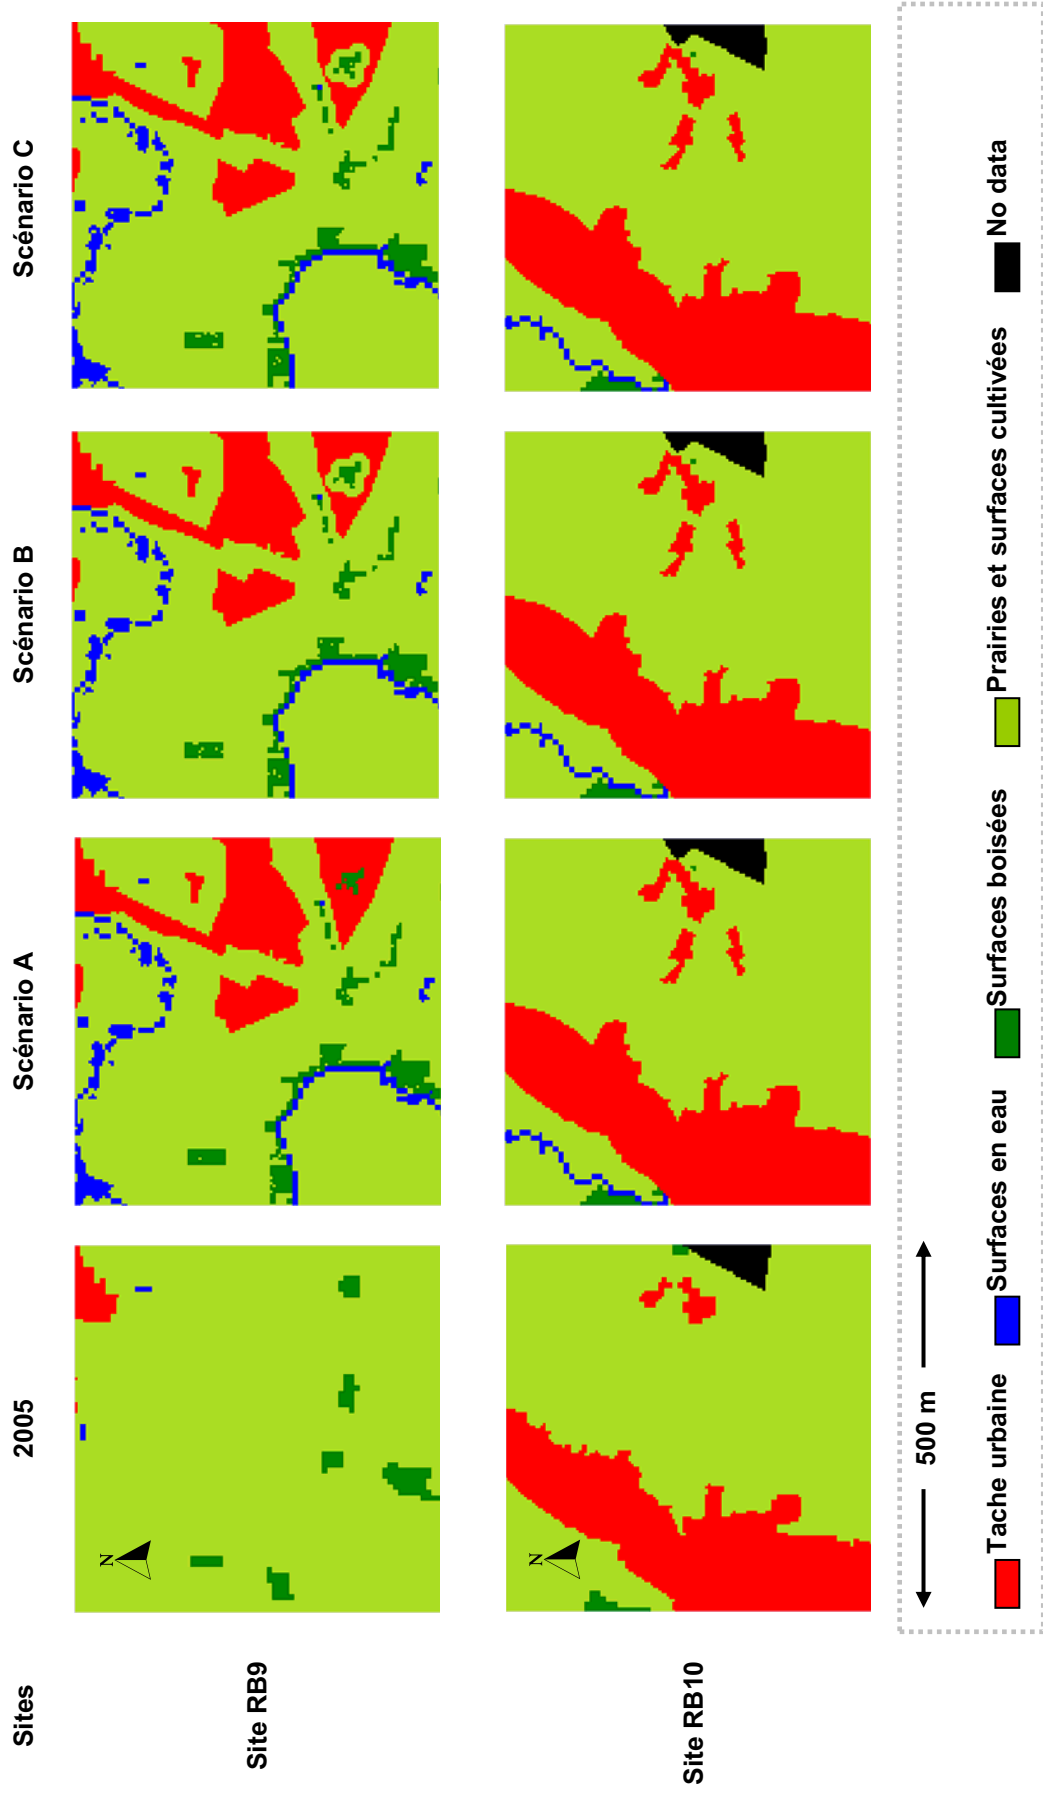 Sites 2005 Scénario A Scénario B Scénario C
Site RB9
N
Site RB10
N
500 m
Tache urbaine Surfaces en eau Surfaces boisées Prairies et surfaces cultivées No data